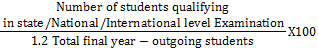 Number of students qualifying
in state/National/International level Examination
X100
1.2 Total final year − outgoing students